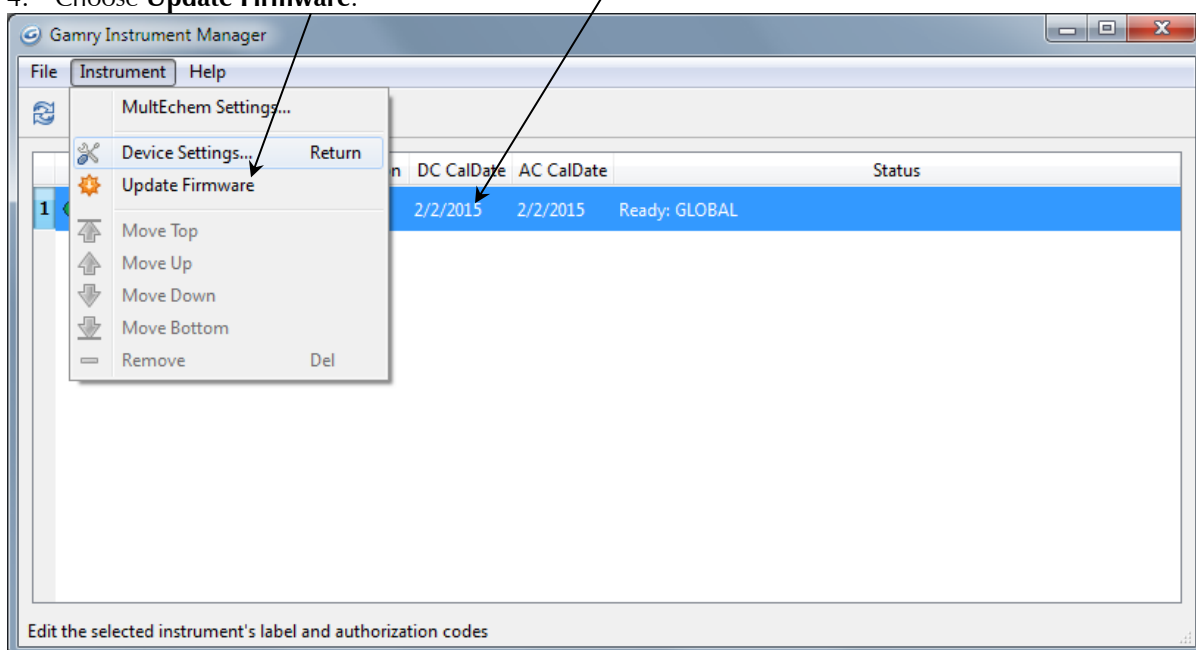 4. Choose Update Firmware.
Gamry Instrument Manager
File Instrument Help
MultEchem Settings...
Device Settings... Return
Update Firmware
n DC CalDate AC CalDate Status
1 2/2/2015 2/2/2015 Ready: GLOBAL
Move Top
Move Up
Move Down
Move Bottom
Remove Del
Edit the selected instrument's label and authorization codes